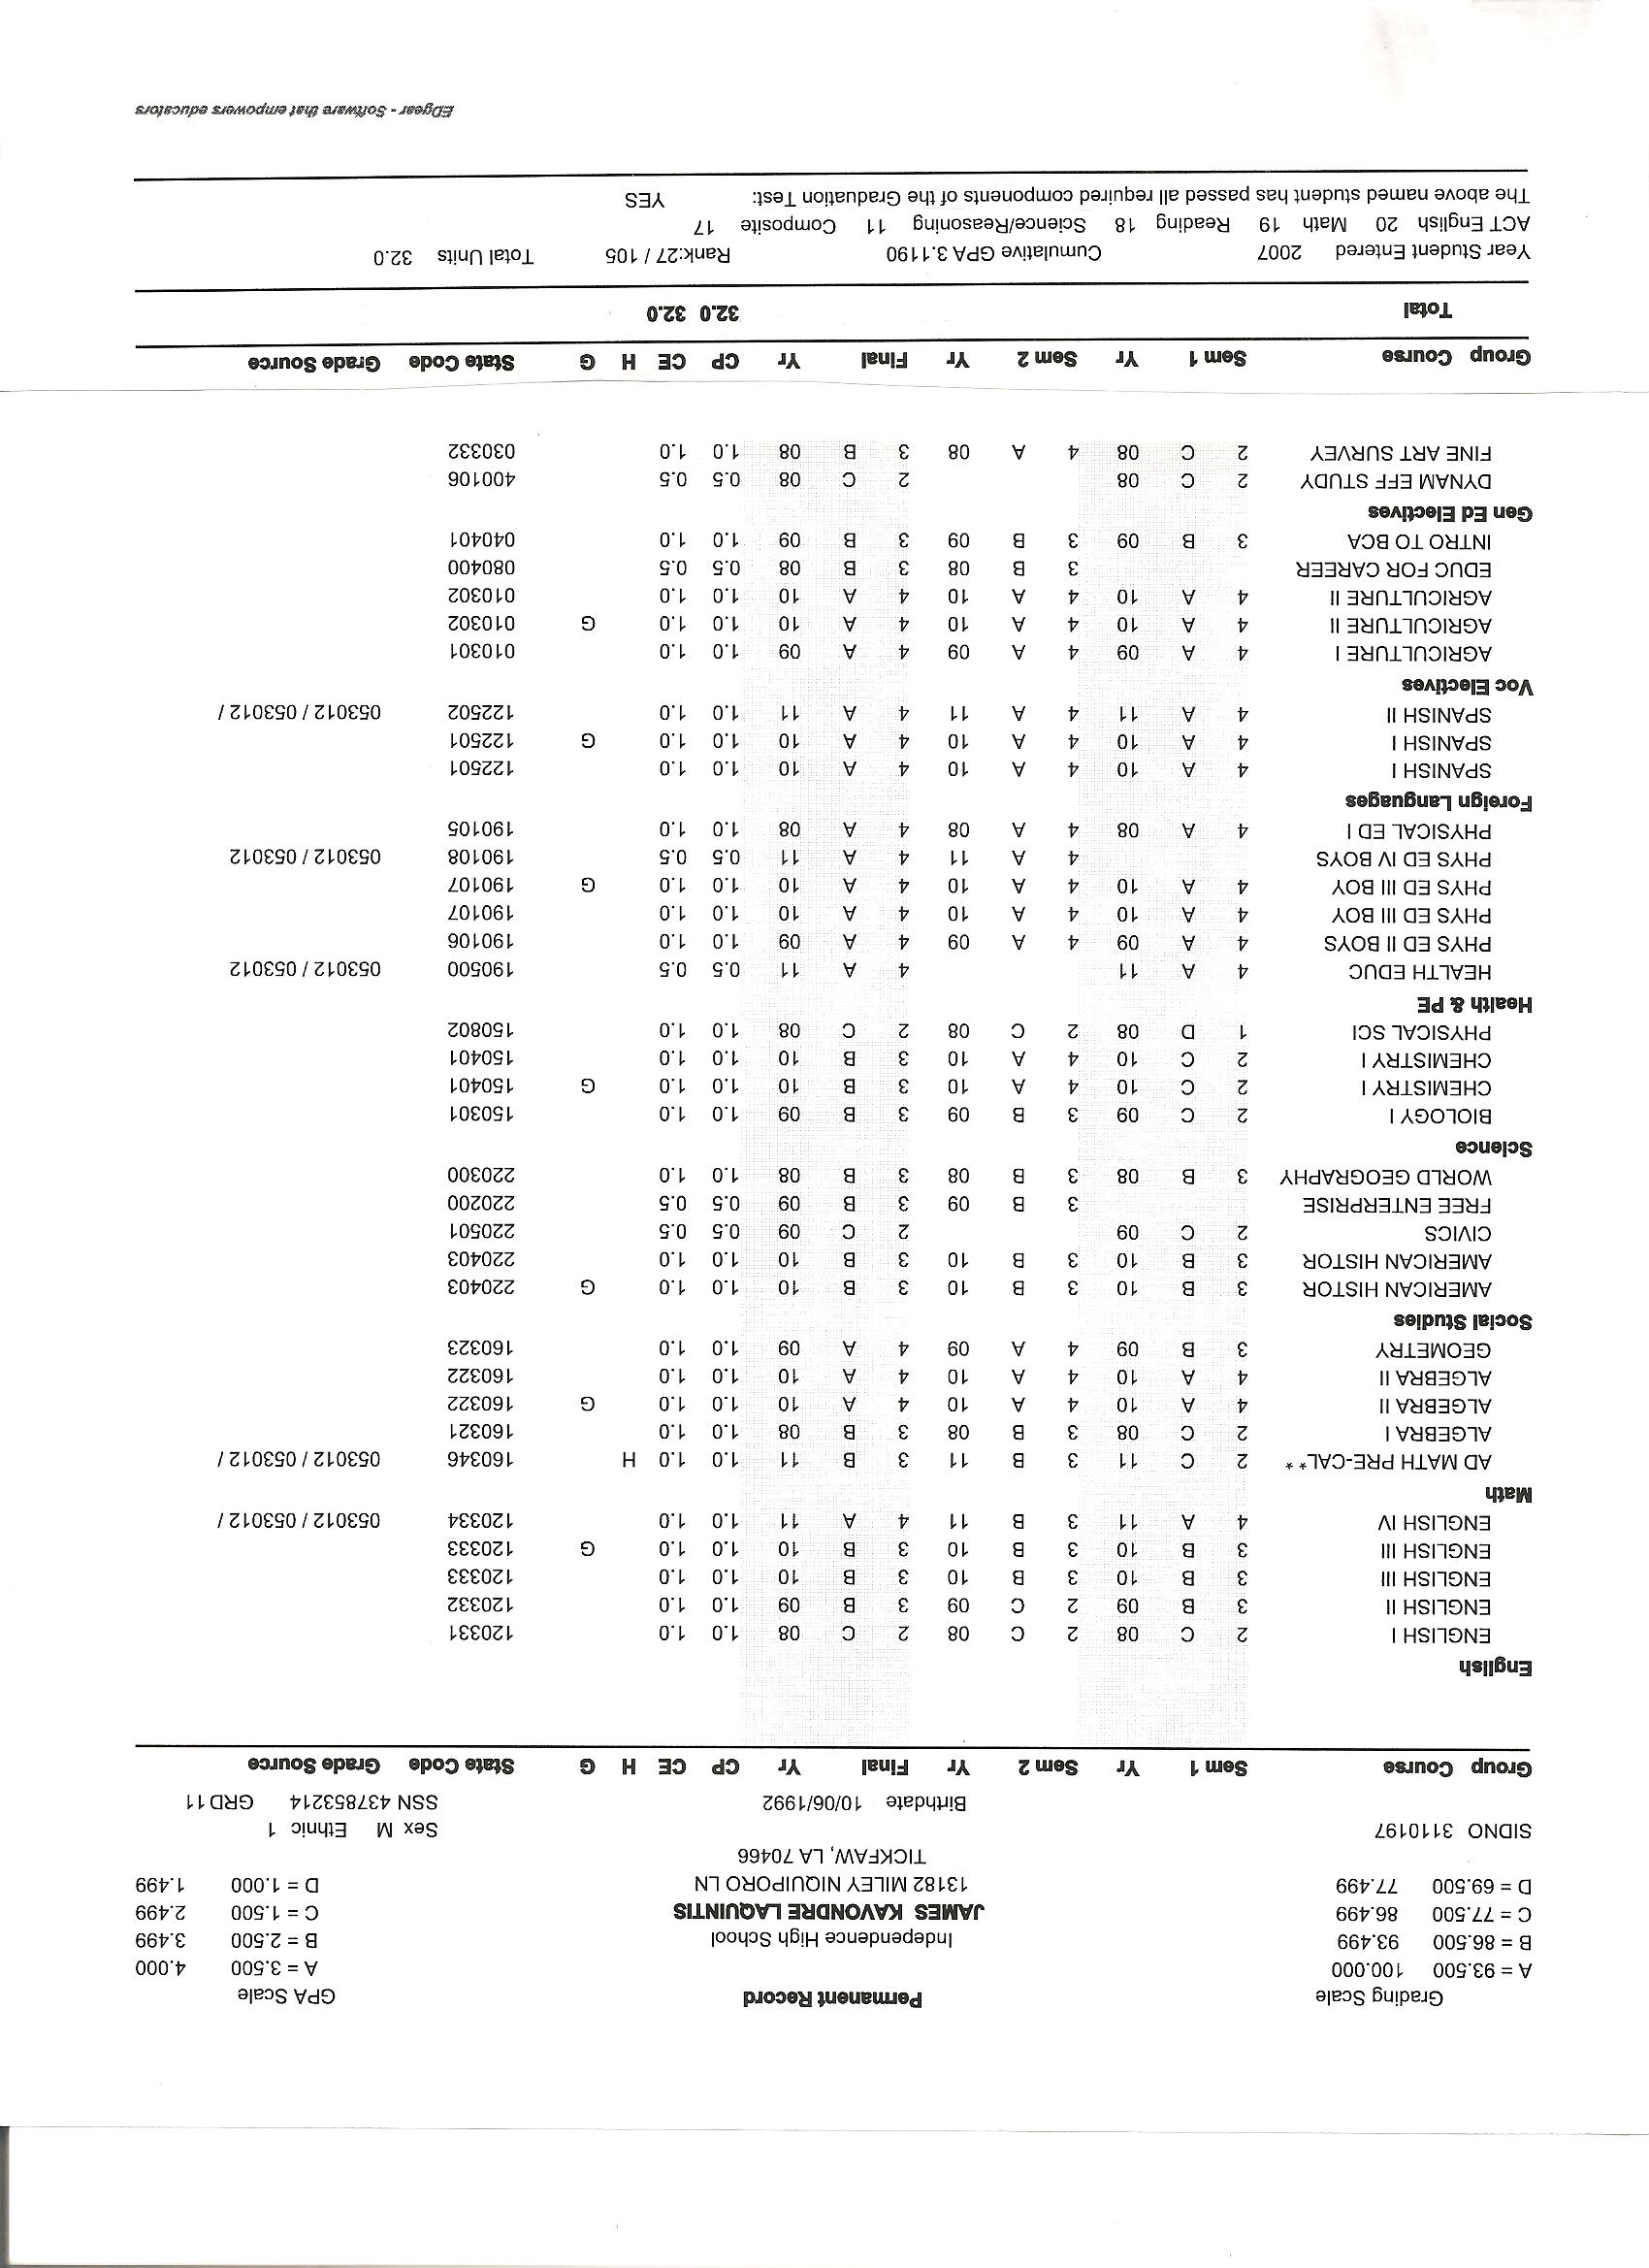 Grading Scale Permanent Record GPA Scale
A = 93.500 100.000 A = 3.500 4.000
B = 86.500 93.499 Independence High School B = 2.500 3.499
C = 77.500 86.499 JAMES KAVONDRE LAQUINTIS C = 1.500 2.499
D = 69.500 77.499 13182 MILEY NIQUIPORO LN D = 1.000 1.499
TICKFAW, LA 70466
SIDNO 3110197 Sex M Ethnic 1
Birthdate 10/06/1992 SSN 437853214 GRD11
Group Course Sem 1 Yr Sem 2 Yr Final Yr CP CE H G State Code Grade Source
English
ENGLISH I 2 C 08 2 C 08 2 C 08 1.0 1.0 120331
ENGLISH II 3 B 09 2 C 09 3 B 09 1.0 1.0 120332
ENGLISH III 3 B 10 3 B 10 3 B 10 1.0 1.0 120333
ENGLISH III 3 B 10 3 B 10 3 B 10 1.0 1.0 G 120333
ENGLISH IV 4 A 11 3 B 11 4 A 11 1.0 1.0 120334 053012 / 053012 /
Math
AD MATH PRE-CAL* * 2 C 11 3 B 11 3 B 11 1.0 1.0 H 160346 053012 / 053012 /
ALGEBRA I 2 C 08 3 B 08 3 B 08 1.0 1.0 160321
ALGEBRA II 4 A 10 4 A 10 4 A 10 1.0 1.0 G 160322
ALGEBRA II 4 A 10 4 A 10 4 A 10 1.0 1.0 160322
GEOMETRY 3 B 09 4 A 09 4 A 09 1.0 1.0 160323
Social Studies
AMERICAN HISTOR 3 B 10 3 B 10 3 B 10 1.0 1.0 G 220403
AMERICAN HISTOR 3 B 10 3 B 10 3 B 10 1.0 1.0 220403
CIVICS 2 C 09 2 C 09 0.5 0.5 220501
FREE ENTERPRISE 3 B 09 3 B 09 0.5 0.5 220200
WORLD GEOGRAPHY 3 B 08 3 B 08 3 B 08 1.0 1.0 220300
Science
BIOLOGY I 2 C 09 3 B 09 3 B 09 1.0 1.0 150301
CHEMISTRY I 2 C 10 4 A 10 3 B 10 1.0 1.0 G 150401
CHEMISTRY I 2 C 10 4 A 10 3 B 10 1.0 1.0 150401
PHYSICAL SCI 1 D 08 2 C 08 2 C 08 1.0 1.0 150802
Health & PE
HEALTH EDUC 4 A 11 4 A 11 0.5 0.5 190500 053012 / 053012
PHYS ED II BOYS 4 A 09 4 A 09 4 A 09 1.0 1.0 190106
PHYS ED III BOY 4 A 10 4 A 10 4 A 10 1.0 1.0 190107
PHYS ED III BOY 4 A 10 4 A 10 4 A 10 1.0 1.0 G 190107
PHYS ED IV BOYS 4 A 11 4 A 11 0.5 0.5 190108 053012 / 053012
PHYSICAL ED I 4 A 08 4 A 08 4 A 08 1.0 1.0 190105
Foreign Languages
SPANISH I 4 A 10 4 A 10 4 A 10 1.0 1.0 122501
SPANISH I 4 A 10 4 A 10 4 A 10 1.0 1.0 G 122501
SPANISH II 4 A 11 4 A 11 4 A 11 1.0 1.0 122502 053012 / 053012 /
Voc Electives
AGRICULTURE I 4 A 09 4 A 09 4 A 09 1.0 1.0 010301
AGRICULTURE II 4 A 10 4 A 10 4 A 10 1.0 1.0 G 010302
AGRICULTURE II 4 A 10 4 A 10 4 A 10 1.0 1.0 010302
EDUC FOR CAREER 3 B 08 3 B 08 0.5 0.5 080400
INTRO TO BCA 3 B 09 3 B 09 3 B 09 1.0 1.0 040401
Gen Ed Electives
DYNAM EFF STUDY 2 C 08 2 C 08 0.5 0.5 400106
FINE ART SURVEY 2 C 08 4 A 08 3 B 08 1.0 1.0 030332
Group Course Sem 1 Yr Sem 2 Yr Final Yr CP CE H G State Code Grade Source
Total 32.0 32.0
Year Student Entered 2007 Cumulative GPA 3.1190 Rank:27 / 105 Total Units 32.0
ACT English 20 Math 19 Reading 18 Science/Reasoning 11 Composite 17
The above named student has passed all required components of the Graduation Test: YES
EDgear - Software that empowers educators